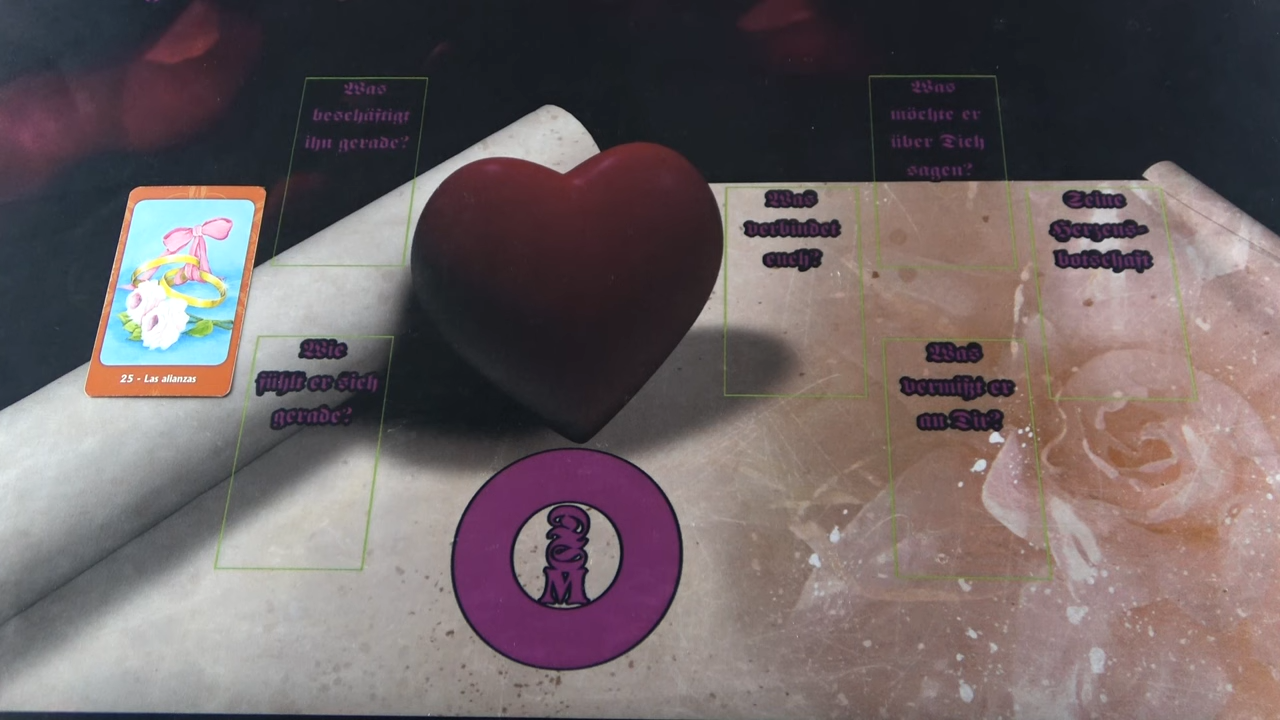 Was
beschäftigt
ihn gerade?
Was
möchte er
über Dich
sagen?
Was
verbindet
euch?
Seine
Herzens-
botschaft
25 - Las alianzas
Wie
fühlt er sich
gerade?
Was
vermißt er
an Dir?